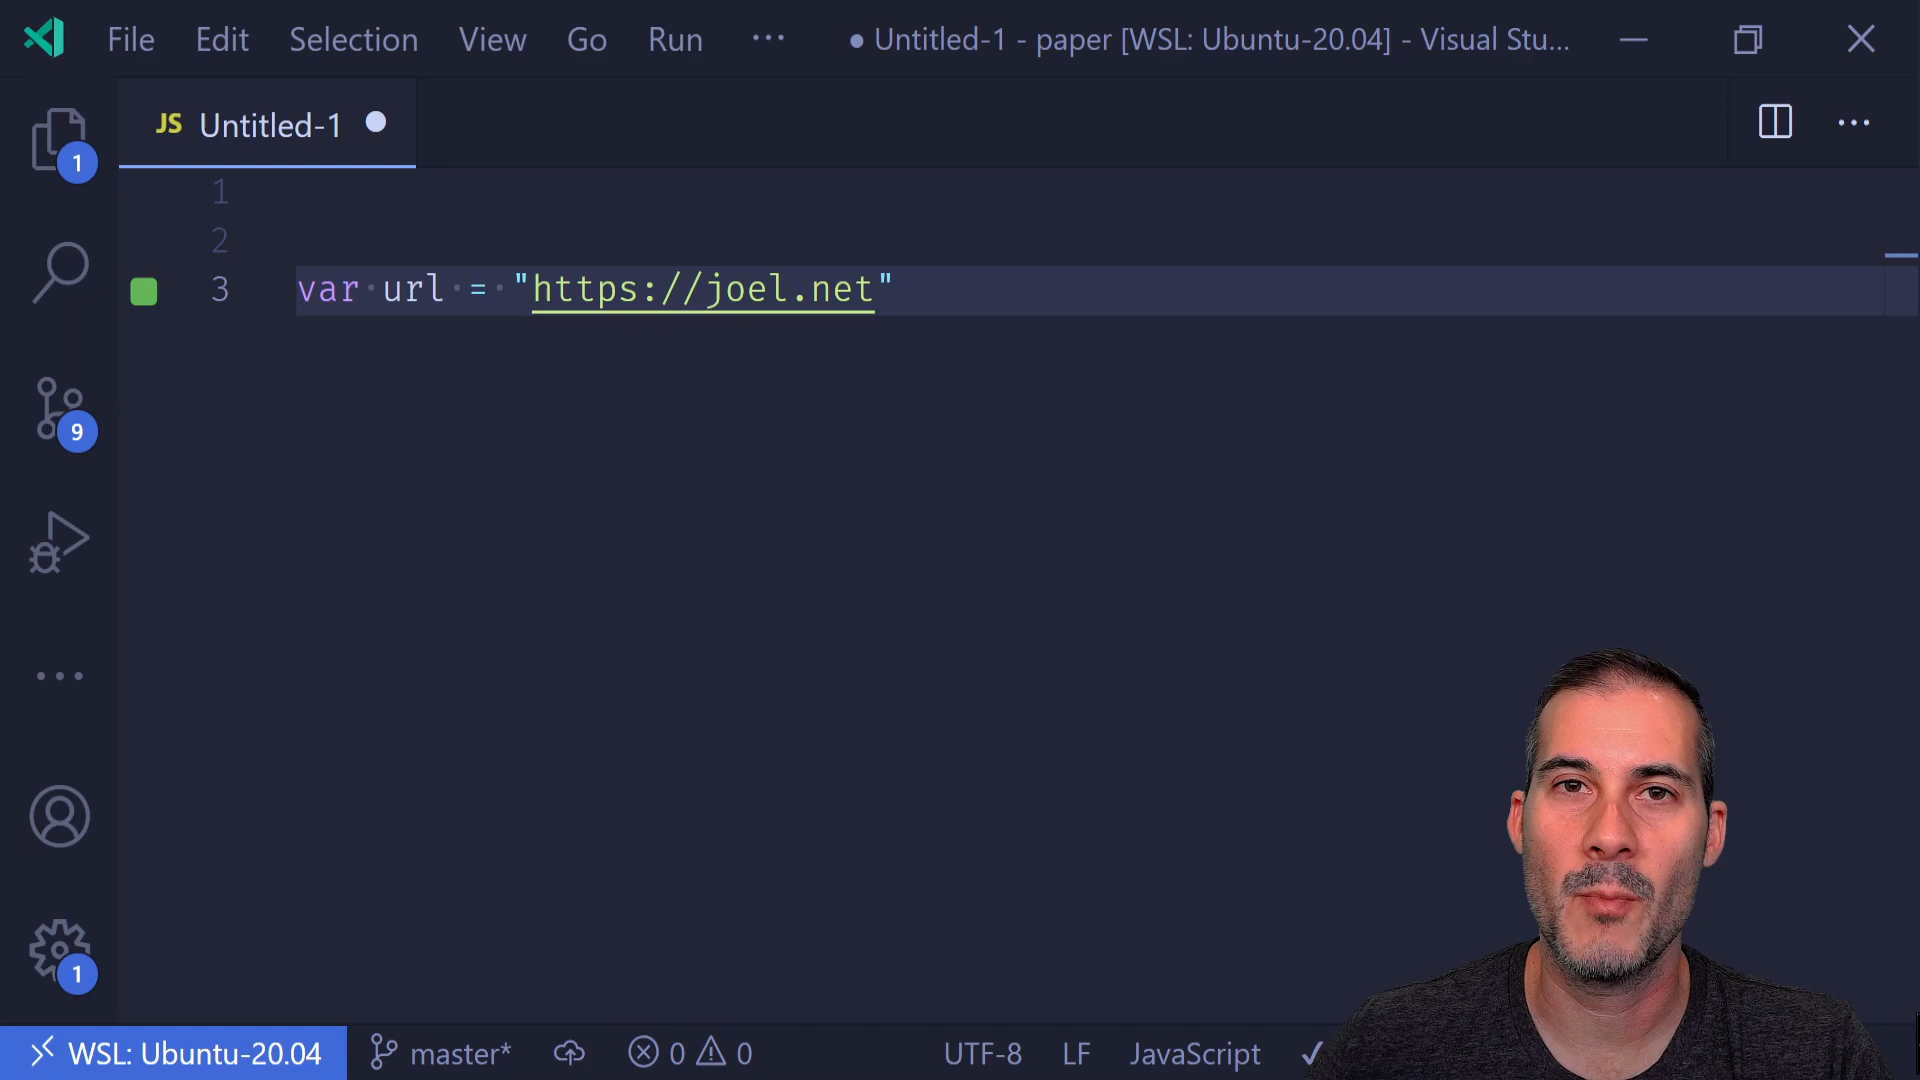 File Edit Selection View Go Run ··· ● Untitled-1 - paper [WSL: Ubuntu-20.04] - Visual Stu...
JS Untitled-1
1
1
2
3 var url = "https://joel.net"
9
1
WSL: Ubuntu-20.04 master* 0 0 UTF-8 LF JavaScript